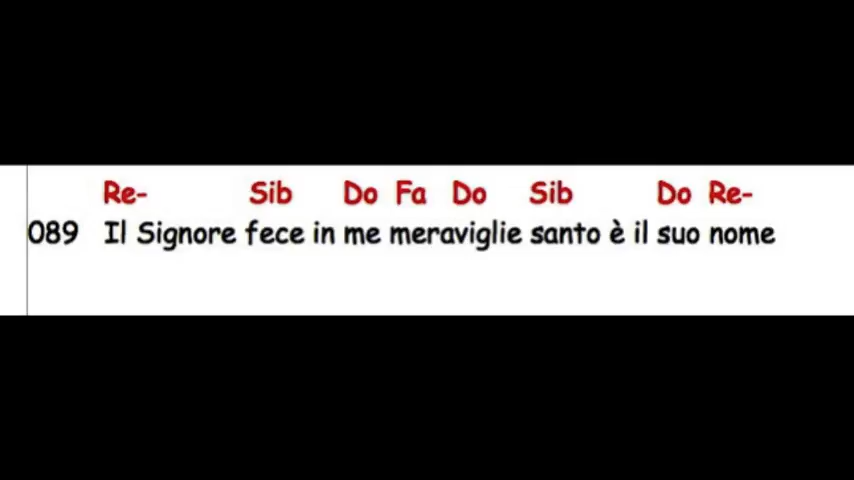 Re- Sib Do Fa Do Sib Do Re-
089 Il Signore fece in me meraviglie santo è il suo nome